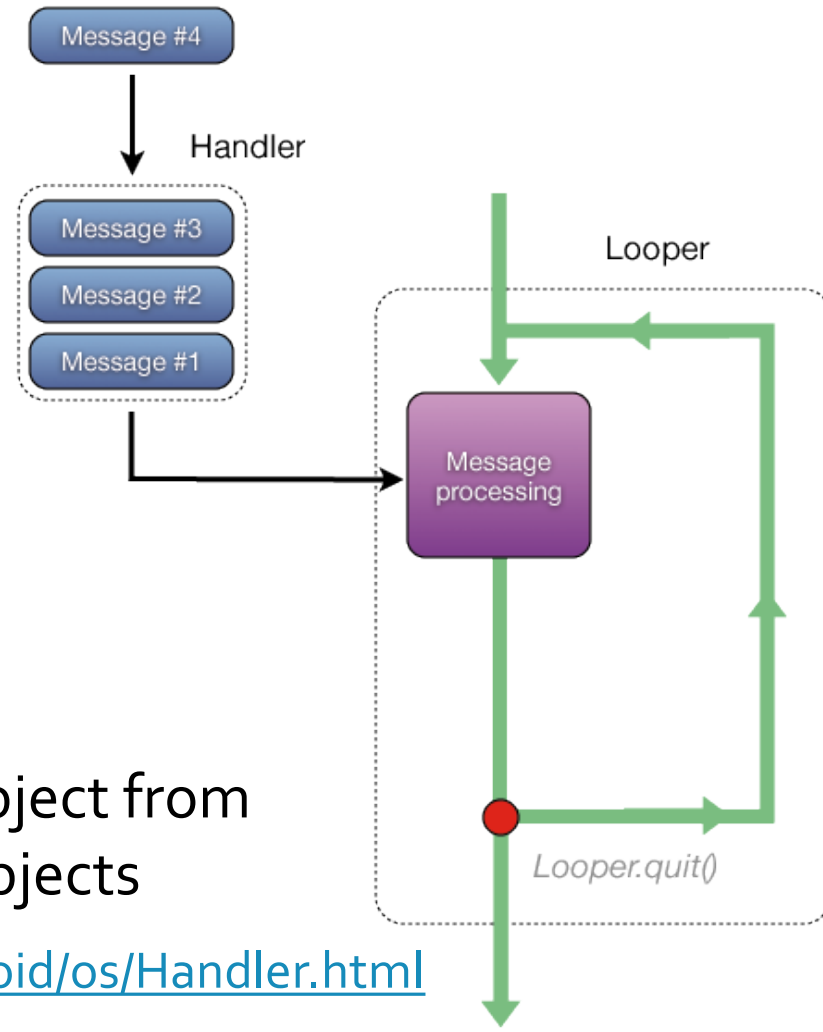 Message #4
Handler
Message #3
Message #2
Message #1
Looper
Message
processing
Looper.quit()
oject from
bjects
oid/os/Handler.html